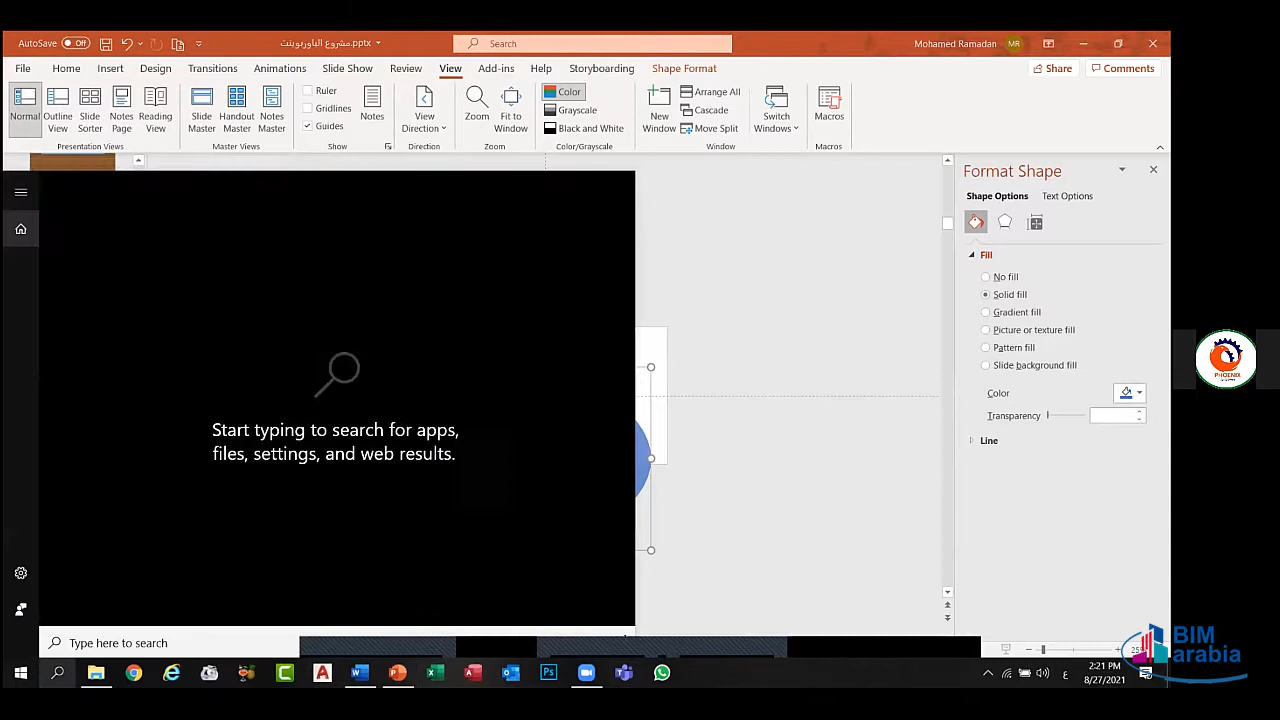 AutoSave Off
مشروع الباوربوينت.pptx
Search
Mohamed Ramadan MR
File Home Insert Design Transitions Animations Slide Show Review View Add-ins Help Storyboarding Shape Format
Share Comments
Normal
Outline View
Slide Sorter
Notes Page
Reading View
Presentation Views
Slide Master
Handout Master
Notes Master
Master Views
Ruler
Gridlines
Guides
Show
Notes
View Direction
Direction
Zoom
Fit to Window
Zoom
Color
Grayscale
Black and White
Color/Grayscale
New Window
Arrange All
Cascade
Move Split
Switch Windows
Window
Macros
Macros
Format Shape
Shape Options Text Options
Fill
No fill
Solid fill
Gradient fill
Picture or texture fill
Pattern fill
Slide background fill
Color
Transparency
Line
Start typing to search for apps,
files, settings, and web results.
Type here to search
PHOENIX
BIM
arabia
ع
2:21 PM
8/27/2021